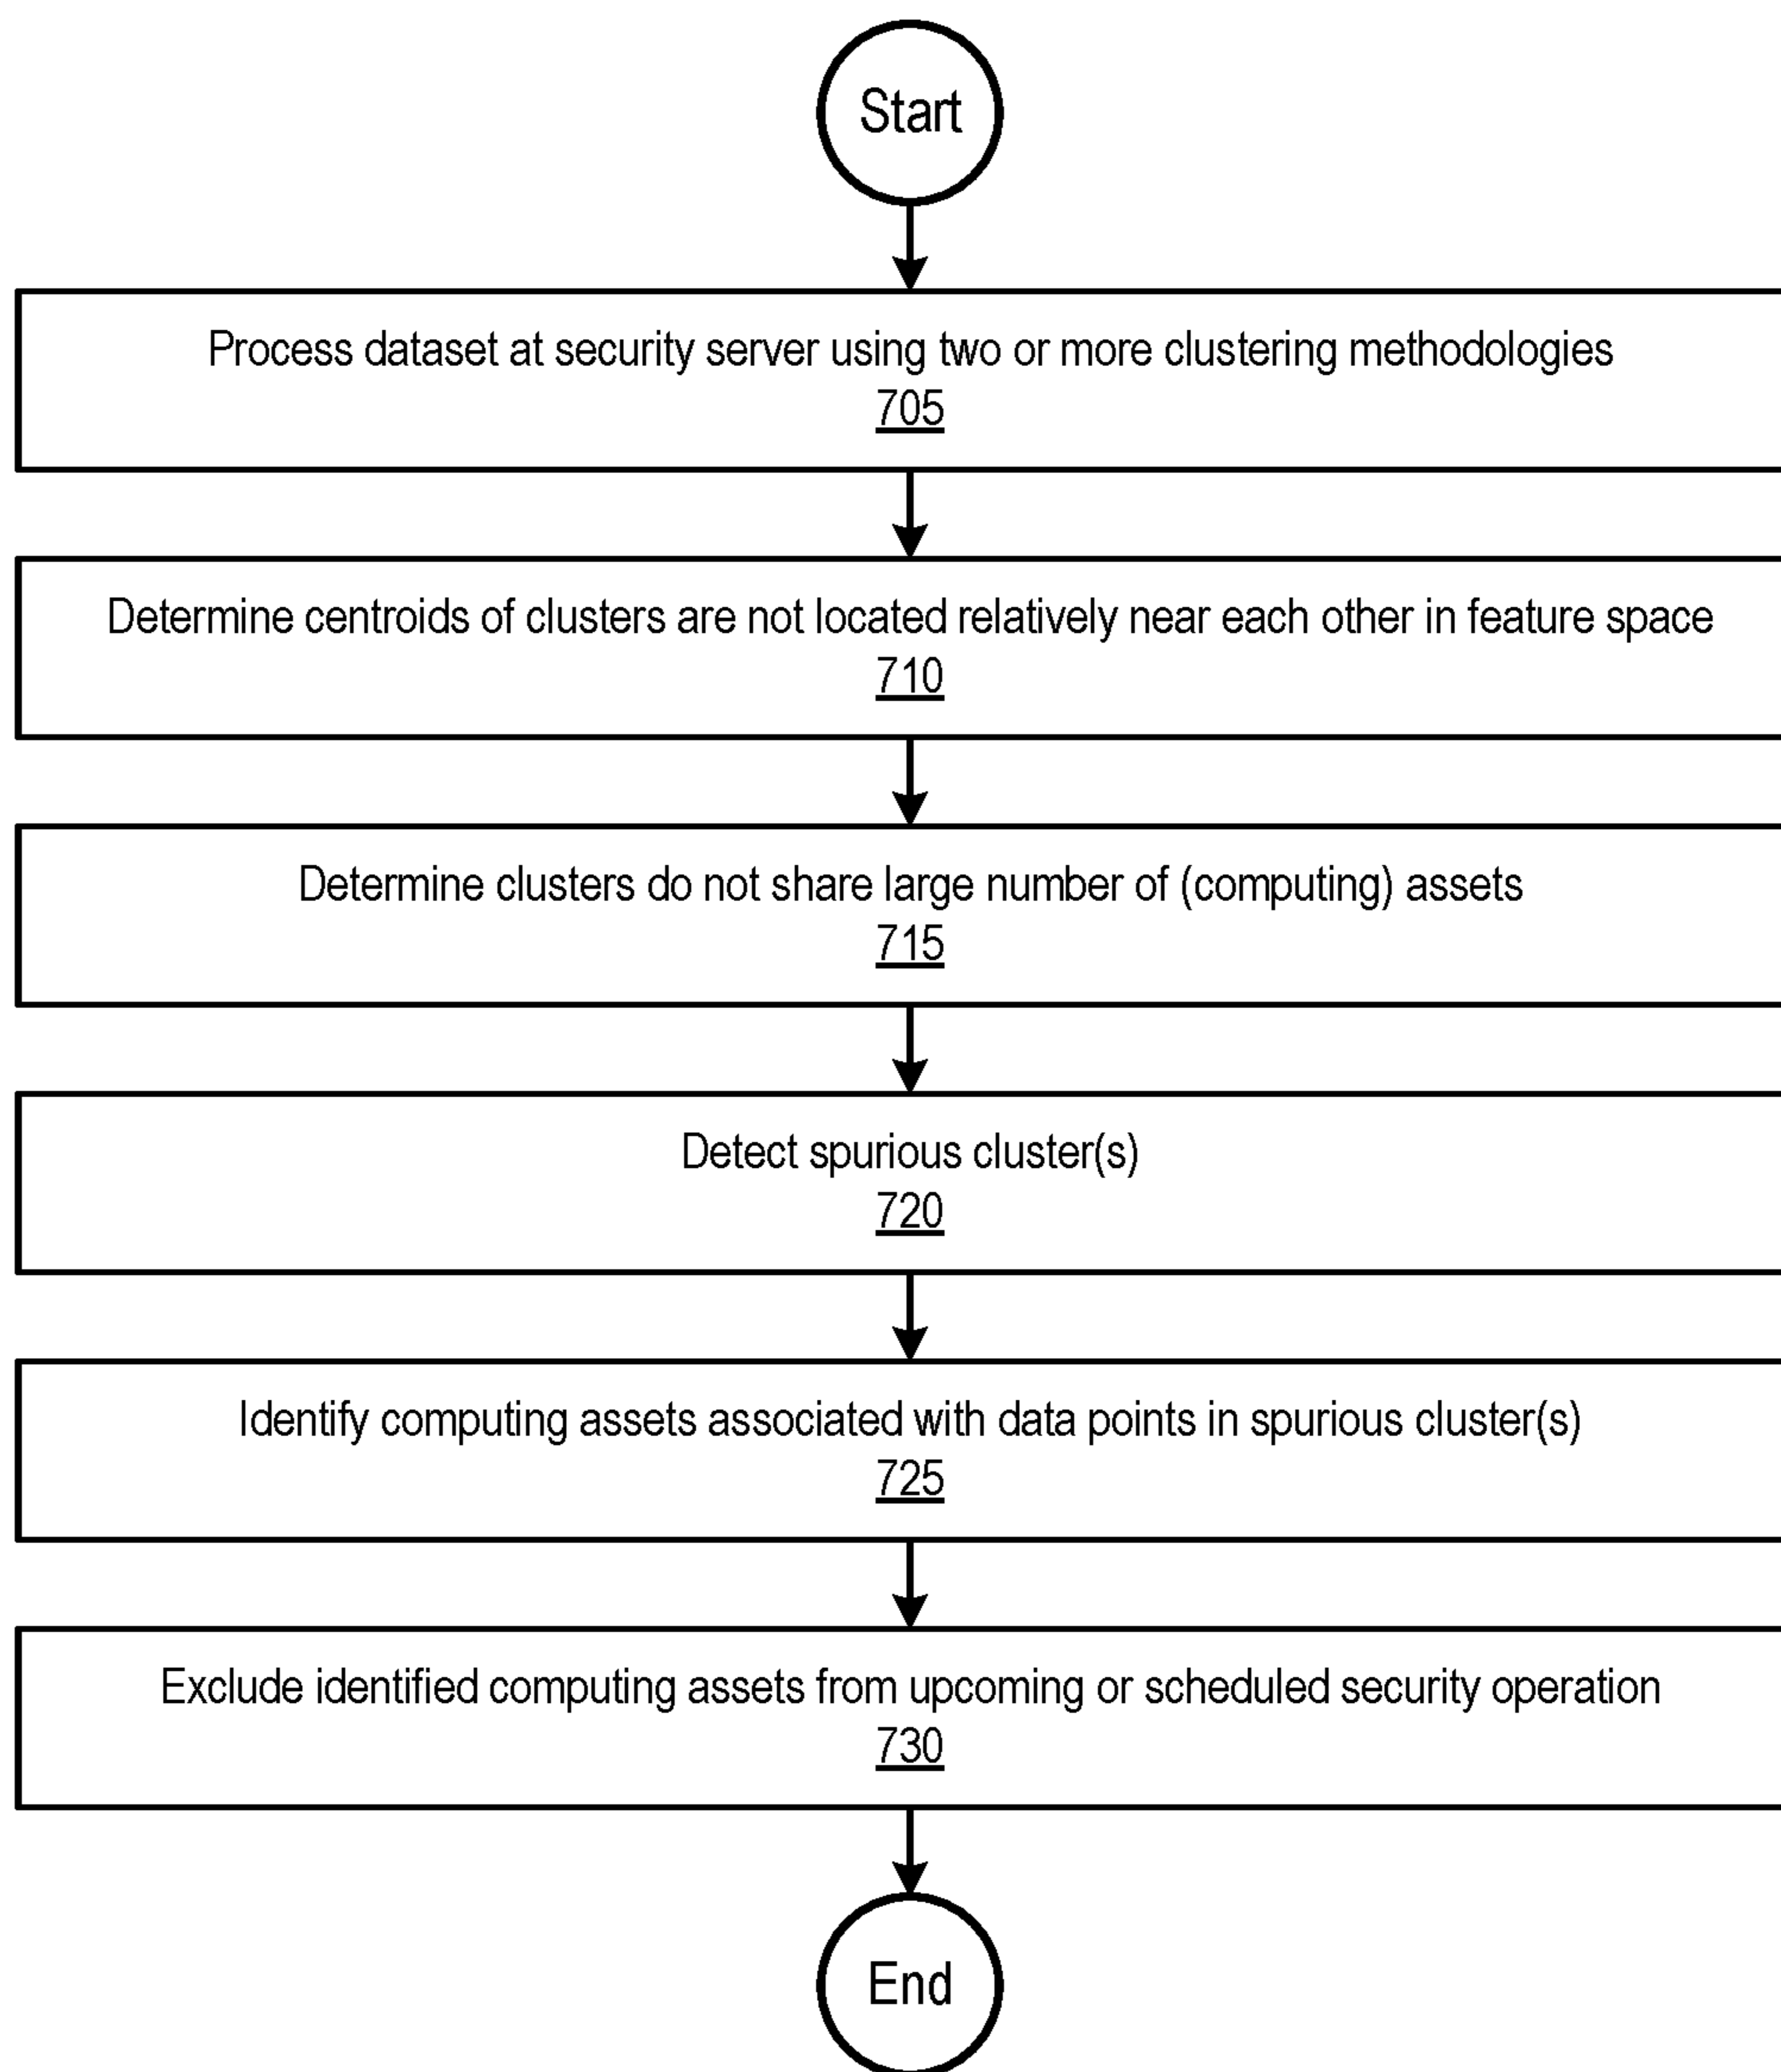 Start
Process dataset at security server using two or more clustering methodologies
705
Determine centroids of clusters are not located relatively near each other in feature space
710
Determine clusters do not share large number of (computing) assets
715
Detect spurious cluster(s)
720
Identify computing assets associated with data points in spurious cluster(s)
725
Exclude identified computing assets from upcoming or scheduled security operation
730
End